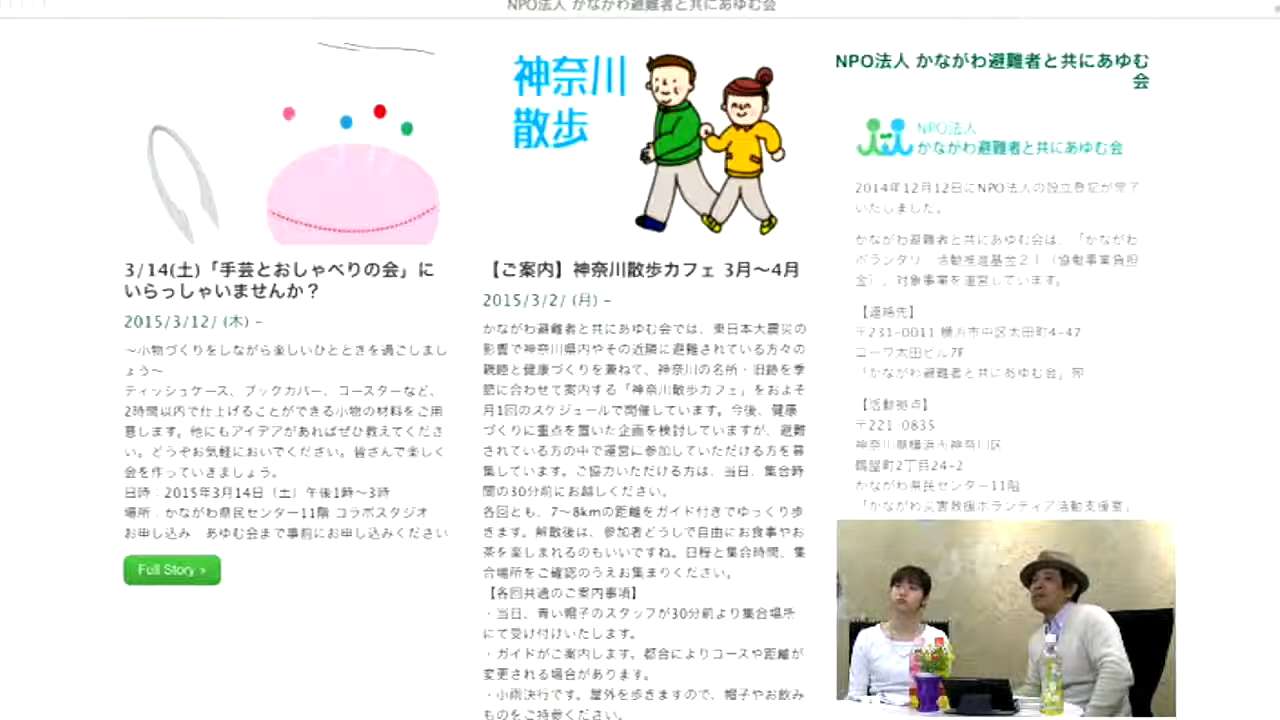 NPO法人 かながわ避難者と共にあゆむ会
3/14(土)「手芸とおしゃべりの会」に
いらっしゃいませんか？
2015/3/12/ (木) –
～小物づくりをしながら楽しいひとときを過ごしまし
ょう～
ティッシュケース、ブックカバー、コースターなど、
2時間以内で仕上げることができる小物の材料をご用
意します。他にもアイデアがあればぜひ教えてくださ
い。どうぞお気軽においでください。皆さんで楽しく
会を作っていきましょう。
日時：2015年3月14日（土）午後1時～3時
場所：かながわ県民センター11階 コラボスタジオ
お申し込み　あゆむ会まで事前にお申し込みください
Full Story »
神奈川
散歩
【ご案内】神奈川散歩カフェ 3月～4月
2015/3/2/ (月) –
かながわ避難者と共にあゆむ会では、東日本大震災の
影響で神奈川県内やその近隣に避難されている方々の
親睦と健康づくりを兼ねて、神奈川の名所・旧跡を季
節に合わせて案内する「神奈川散歩カフェ」をおよそ
月1回のスケジュールで開催しています。今後、健康
づくりに重点を置いた企画を検討していますが、避難
されている方の中で運営に参加していただける方を募
集しています。ご協力いただける方は、当日、集合時
間の30分前にお越しください。
各回とも、7～8kmの距離をガイド付きでゆっくり歩
きます。解散後は、参加者どうしで自由にお食事やお
茶を楽しまれるのもいいですね。日程と集合時間、集
合場所をご確認のうえお集まりください。
【各回共通のご案内事項】
・当日、青い帽子のスタッフが30分前より集合場所
にて受け付けいたします。
・ガイドがご案内します。都合によりコースや距離が
変更される場合があります。
・小雨決行です。屋外を歩きますので、帽子やお飲み
ものをご持参ください。
NPO法人 かながわ避難者と共にあゆむ
会
NPO法人
かながわ避難者と共にあゆむ会
2014年12月12日にNPO法人の設立登記が完了
いたしました。
かながわ避難者と共にあゆむ会は、「かながわ
ボランタリー活動推進基金２１（協働事業負担
金）」対象事業を運営しています。
【連絡先】
〒231-0011 横浜市中区太田町4-47
コーワ太田ビル7F
「かながわ避難者と共にあゆむ会」宛
【活動拠点】
〒221-0835
神奈川県横浜市神奈川区
鶴屋町2丁目24-2
かながわ県民センター11階
「かながわ災害救援ボランティア活動支援室」